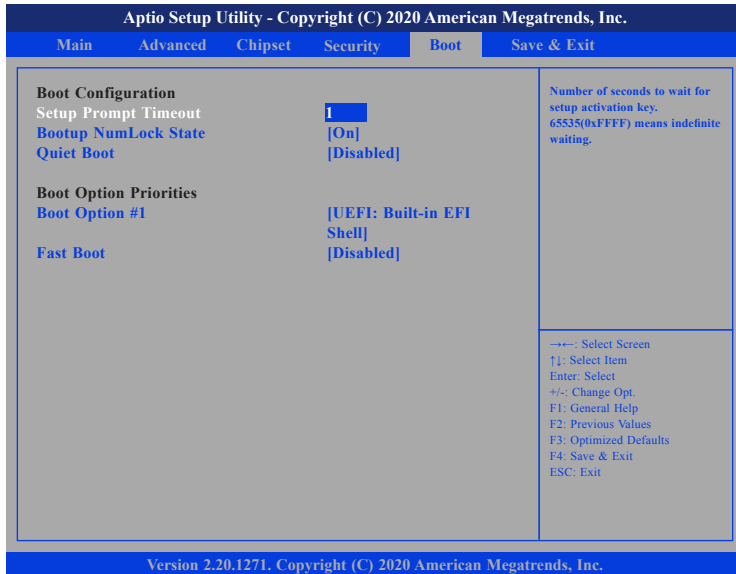 Aptio Setup Utility - Copyright (C) 2020 American Megatrends, Inc.
Main Advanced Chipset Security Boot Save & Exit
Boot Configuration
Setup Prompt Timeout 1
Bootup NumLock State [On]
Quiet Boot [Disabled]
Boot Option Priorities
Boot Option #1 [UEFI: Built-in EFI
Shell]
Fast Boot [Disabled]
Number of seconds to wait for
setup activation key.
65535(0xFFFF) means indefinite
waiting.
→←: Select Screen
↑↓: Select Item
Enter: Select
+/-: Change Opt.
F1: General Help
F2: Previous Values
F3: Optimized Defaults
F4: Save & Exit
ESC: Exit
Version 2.20.1271. Copyright (C) 2020 American Megatrends, Inc.